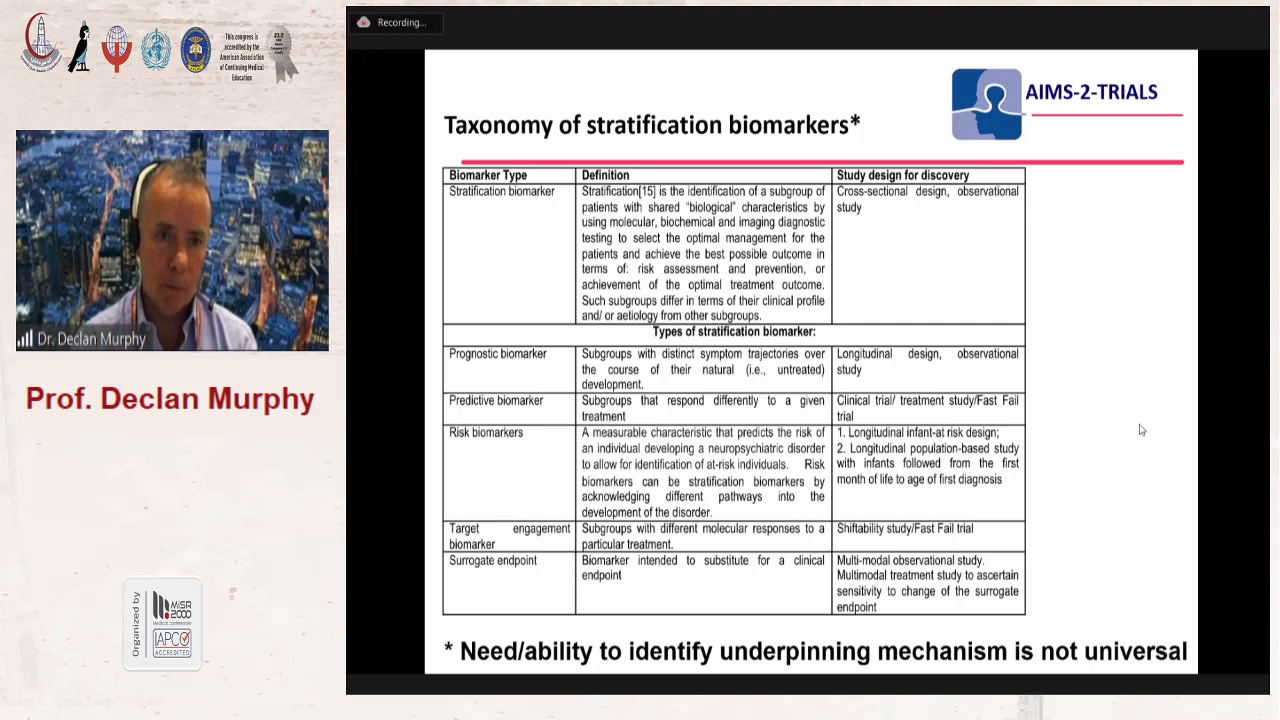 This congress is
accredited by the
American Association
of Continuing Medical
Education
Recording...
AIMS-2-TRIALS
Taxonomy of stratification biomarkers*
Biomarker Type Definition Study design for discovery
Stratification biomarker
Stratification[15] is the identification of a subgroup of
patients with shared "biological" characteristics by
using molecular, biochemical and imaging diagnostic
testing to select the optimal management for the
patients and achieve the best possible outcome in
terms of: risk assessment and prevention, or
achievement of the optimal treatment outcome.
Such subgroups differ in terms of their clinical profile
and/ or aetiology from other subgroups.
Cross-sectional design, observational
study
Types of stratification biomarker:
Prognostic biomarker
Subgroups with distinct symptom trajectories over
the course of their natural (i.e., untreated)
development.
Longitudinal design, observational
study
Predictive biomarker
Subgroups that respond differently to a given
treatment
Clinical trial/ treatment study/Fast Fail
trial
Risk biomarkers
A measurable characteristic that predicts the risk of
an individual developing a neuropsychiatric disorder
to allow for identification of at-risk individuals. Risk
biomarkers can be stratification biomarkers by
acknowledging different pathways into the
development of the disorder.
1. Longitudinal infant-at risk design;
2. Longitudinal population-based study
with infants followed from the first
month of life to age of first diagnosis
Target engagement
biomarker
Subgroups with different molecular responses to a
particular treatment.
Shiftability study/Fast Fail trial
Surrogate endpoint
Biomarker intended to substitute for a clinical
endpoint
Multi-modal observational study.
Multimodal treatment study to ascertain
sensitivity to change of the surrogate
endpoint
* Need/ability to identify underpinning mechanism is not universal
Dr. Declan Murphy
Prof. Declan Murphy
Organized by
MISR
2000
Medical conferences
IAPCO
ACCREDITED